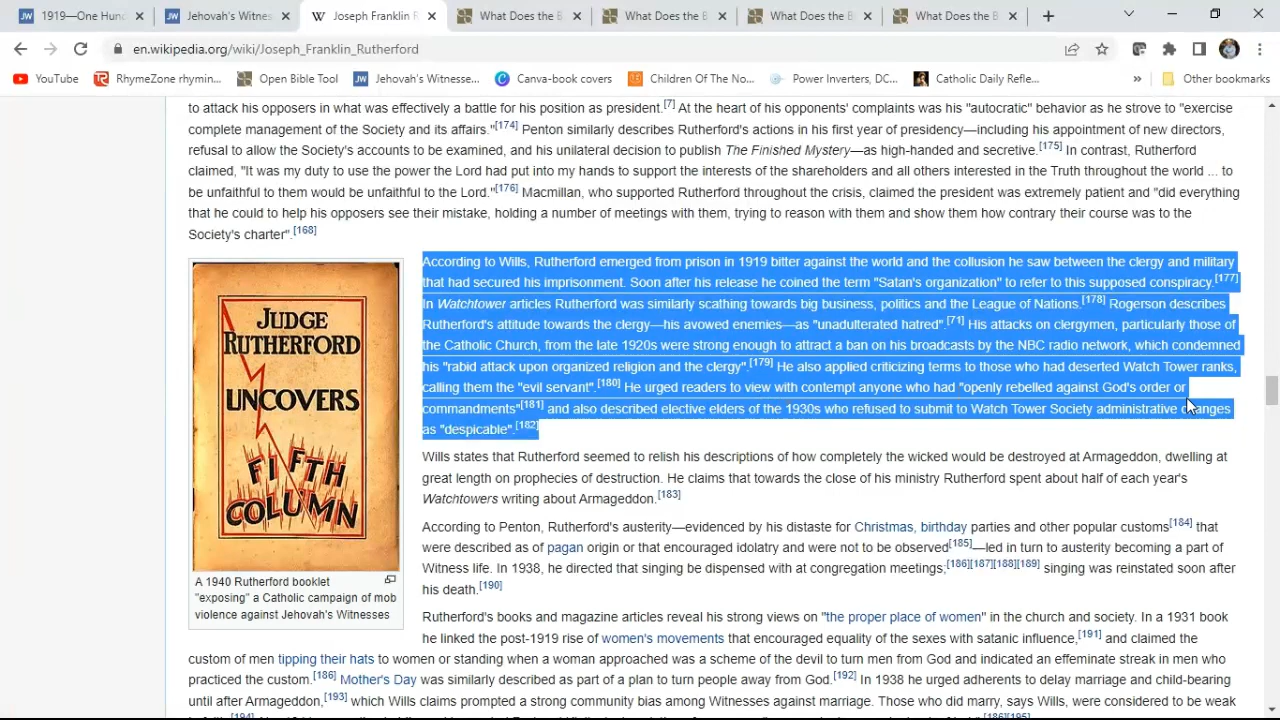 1919—One Hund
Jehovah's Witnes
Joseph Franklin R
What Does the B
What Does the B
What Does the B
What Does the B
en.wikipedia.org/wiki/Joseph_Franklin_Rutherford
YouTube
RhymeZone rhymin...
Open Bible Tool
Jehovah's Witnesse...
Canva-book covers
Children Of The No...
Power Inverters, DC...
Catholic Daily Refle...
»
Other bookmarks
to attack his opposers in what was effectively a battle for his position as president.[7] At the heart of his opponents' complaints was his "autocratic" behavior as he strove to "exercise
complete management of the Society and its affairs."[174] Penton similarly describes Rutherford's actions in his first year of presidency—including his appointment of new directors,
refusal to allow the Society's accounts to be examined, and his unilateral decision to publish The Finished Mystery—as high-handed and secretive.[175] In contrast, Rutherford
claimed, "It was my duty to use the power the Lord had put into my hands to support the interests of the shareholders and all others interested in the Truth throughout the world ... to
be unfaithful to them would be unfaithful to the Lord."[176] Macmillan, who supported Rutherford throughout the crisis, claimed the president was extremely patient and "did everything
that he could to help his opposers see their mistake, holding a number of meetings with them, trying to reason with them and show them how contrary their course was to the
Society's charter".[168]
JUDGE
RUTHERFORD
UNCOVERS
FIFTH
COLUMN
A 1940 Rutherford booklet
"exposing" a Catholic campaign of mob
violence against Jehovah's Witnesses
According to Wills, Rutherford emerged from prison in 1919 bitter against the world and the collusion he saw between the clergy and military
that had secured his imprisonment. Soon after his release he coined the term "Satan's organization" to refer to this supposed conspiracy.[177]
In Watchtower articles Rutherford was similarly scathing towards big business, politics and the League of Nations.[178] Rogerson describes
Rutherford's attitude towards the clergy—his avowed enemies—as "unadulterated hatred".[71] His attacks on clergymen, particularly those of
the Catholic Church, from the late 1920s were strong enough to attract a ban on his broadcasts by the NBC radio network, which condemned
his "rabid attack upon organized religion and the clergy".[179] He also applied criticizing terms to those who had deserted Watch Tower ranks,
calling them the "evil servant".[180] He urged readers to view with contempt anyone who had "openly rebelled against God's order or
commandments"[181] and also described elective elders of the 1930s who refused to submit to Watch Tower Society administrative changes
as "despicable".[182]
Wills states that Rutherford seemed to relish his descriptions of how completely the wicked would be destroyed at Armageddon, dwelling at
great length on prophecies of destruction. He claims that towards the close of his ministry Rutherford spent about half of each year's
Watchtowers writing about Armageddon.[183]
According to Penton, Rutherford's austerity—evidenced by his distaste for Christmas, birthday parties and other popular customs[184] that
were described as of pagan origin or that encouraged idolatry and were not to be observed[185]—led in turn to austerity becoming a part of
Witness life. In 1938, he directed that singing be dispensed with at congregation meetings;[186][187][188][189] singing was reinstated soon after
his death.[190]
Rutherford's books and magazine articles reveal his strong views on "the proper place of women" in the church and society. In a 1931 book
he linked the post-1919 rise of women's movements that encouraged equality of the sexes with satanic influence,[191] and claimed the
custom of men tipping their hats to women or standing when a woman approached was a scheme of the devil to turn men from God and indicated an effeminate streak in men who
practiced the custom.[186] Mother's Day was similarly described as part of a plan to turn people away from God.[192] In 1938 he urged adherents to delay marriage and child-bearing
until after Armageddon,[193] which Wills claims prompted a strong community bias among Witnesses against marriage. Those who did marry, says Wills, were considered to be weak